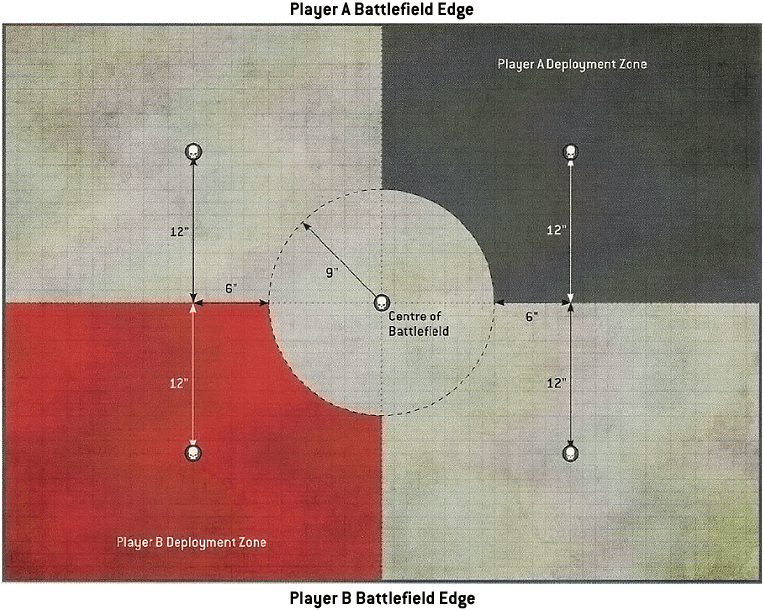 Player A Battlefield Edge
Player A Deployment Zone
12"
12"
9"
6"
Centre of
Battlefield
6"
12"
12"
Player B Deployment Zone
Player B Battlefield Edge